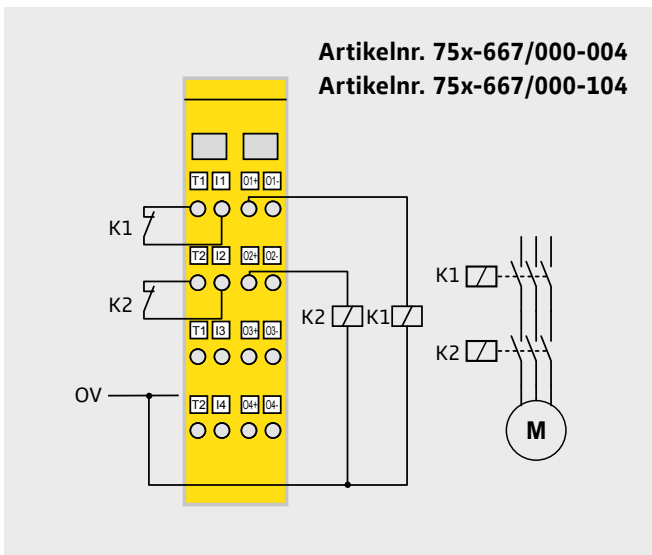 Artikelnr. 75x-667/000-004
Artikelnr. 75x-667/000-104
T1 I1 O1+ O1-
K1
T2 I2 O2+ O2-
K2
K2 K1
T1 I3 O3+ O3-
0V
T2 I4 O4+ O4-
K1
K2
M